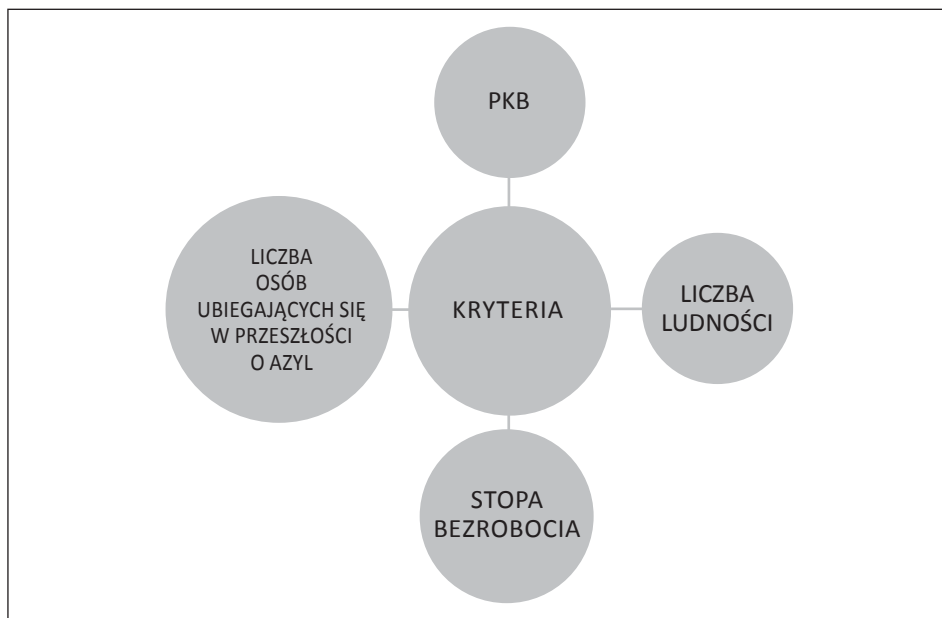 PKB
LICZBA
OSÓB
UBIEGAJĄCYCH SIĘ
W PRZESZŁOŚCI
O AZYL
KRYTERIA
LICZBA
LUDNOŚCI
STOPA
BEZROBOCIA